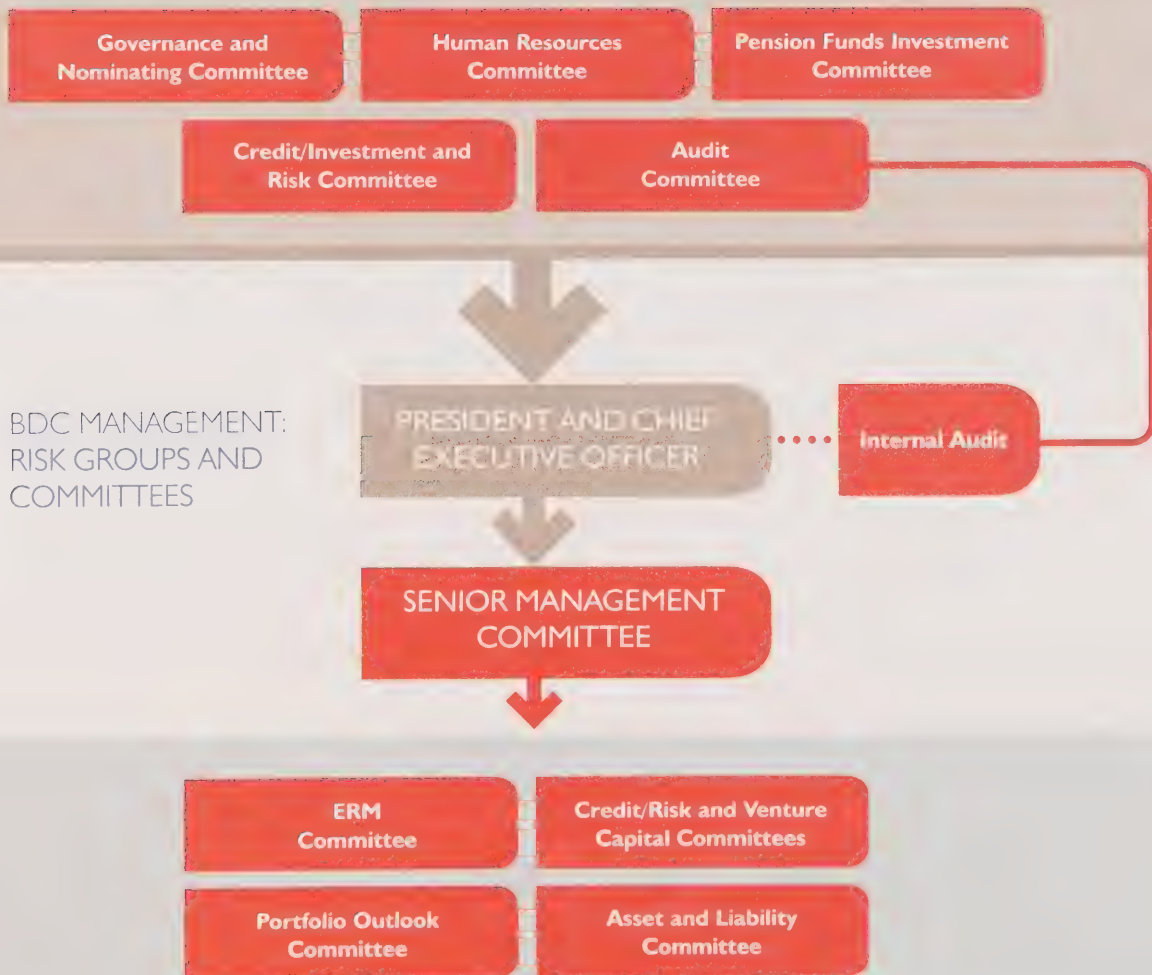 Governance and
Nominating Committee
Human Resources
Committee
Pension Funds Investment
Committee
Credit/Investment and
Risk Committee
Audit
Committee
BDC MANAGEMENT:
RISK GROUPS AND
COMMITTEES
PRESIDENT AND CHIEF
EXECUTIVE OFFICER
Internal Audit
SENIOR MANAGEMENT
COMMITTEE
ERM
Committee
Credit/Risk and Venture
Capital Committees
Portfolio Outlook
Committee
Asset and Liability
Committee